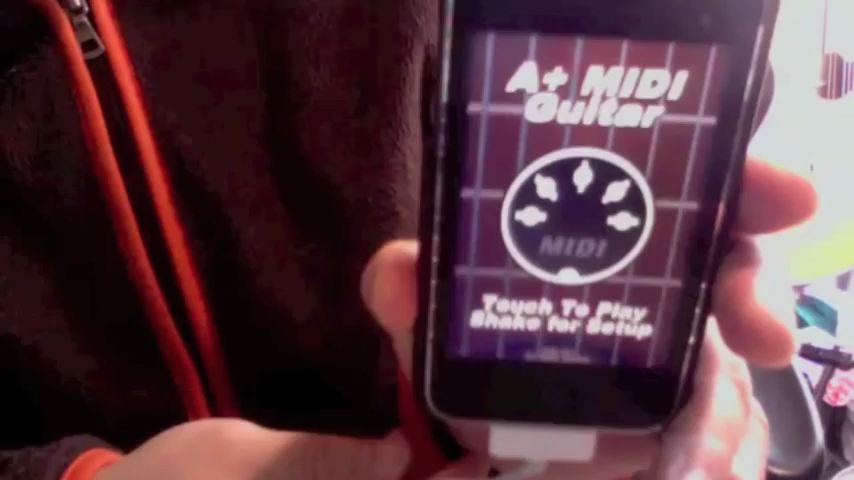 A+ MIDI
Guitar
MIDI
Touch To Play
Shake for Setup